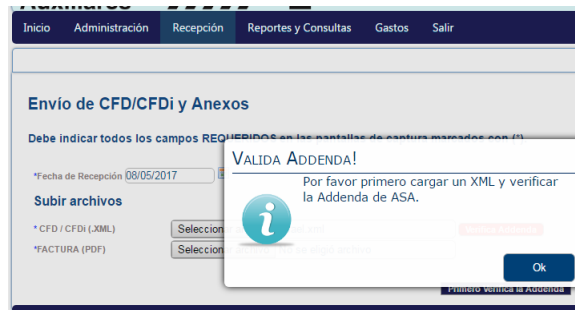 Inicio Administración Recepción Reportes y Consultas Gastos Salir
Envío de CFD/CFDi y Anexos
Debe indicar todos los campos REQUERIDOS en las pantallas de captura marcados con (*)
VALIDA ADDENDA!
*Fecha de Recepción 08/05/2017
Por favor primero cargar un XML y verificar
la Addenda de ASA.
Subir archivos
* CFD / CFDi (.XML) Seleccion
Verifica Addenda
*FACTURA (PDF) Seleccion
Ok
Primero Verifica la Addenda